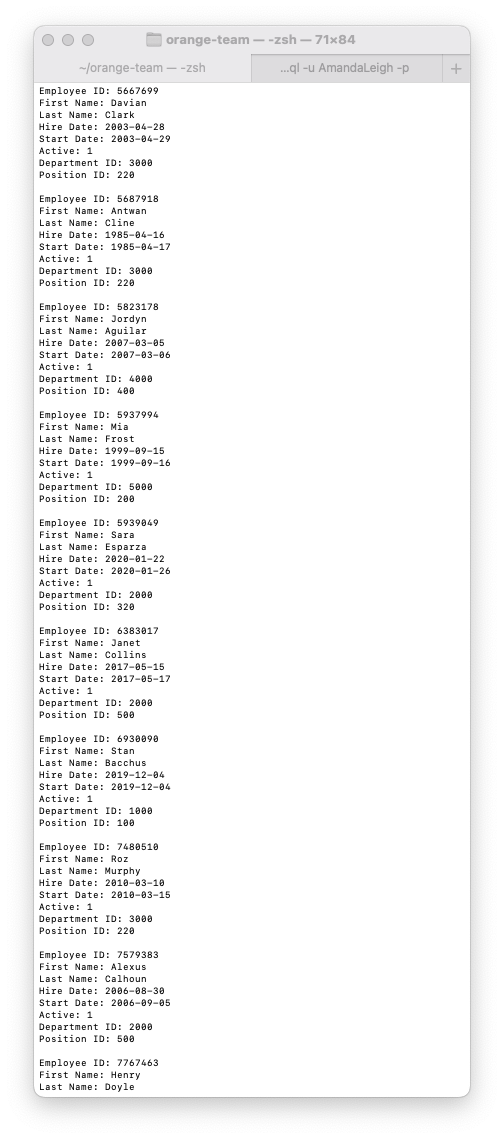 orange-team — -zsh — 71×84
~/orange-team — -zsh
...ql -u AmandaLeigh -p
+
Employee ID: 5667699
First Name: Davian
Last Name: Clark
Hire Date: 2003-04-28
Start Date: 2003-04-29
Active: 1
Department ID: 3000
Position ID: 220
Employee ID: 5687918
First Name: Antwan
Last Name: Cline
Hire Date: 1985-04-16
Start Date: 1985-04-17
Active: 1
Department ID: 3000
Position ID: 220
Employee ID: 5823178
First Name: Jordyn
Last Name: Aguilar
Hire Date: 2007-03-05
Start Date: 2007-03-06
Active: 1
Department ID: 4000
Position ID: 400
Employee ID: 5937994
First Name: Mia
Last Name: Frost
Hire Date: 1999-09-15
Start Date: 1999-09-16
Active: 1
Department ID: 5000
Position ID: 200
Employee ID: 5939049
First Name: Sara
Last Name: Esparza
Hire Date: 2020-01-22
Start Date: 2020-01-26
Active: 1
Department ID: 2000
Position ID: 320
Employee ID: 6383017
First Name: Janet
Last Name: Collins
Hire Date: 2017-05-15
Start Date: 2017-05-17
Active: 1
Department ID: 2000
Position ID: 500
Employee ID: 6930090
First Name: Stan
Last Name: Bacchus
Hire Date: 2019-12-04
Start Date: 2019-12-04
Active: 1
Department ID: 1000
Position ID: 100
Employee ID: 7480510
First Name: Roz
Last Name: Murphy
Hire Date: 2010-03-10
Start Date: 2010-03-15
Active: 1
Department ID: 3000
Position ID: 220
Employee ID: 7579383
First Name: Alexus
Last Name: Calhoun
Hire Date: 2006-08-30
Start Date: 2006-09-05
Active: 1
Department ID: 2000
Position ID: 500
Employee ID: 7767463
First Name: Henry
Last Name: Doyle